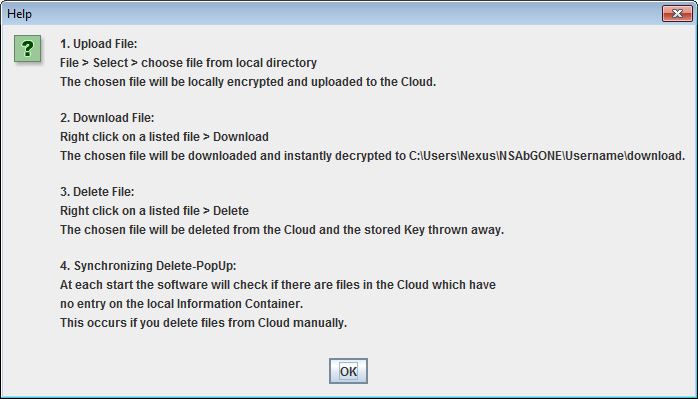 Help
1. Upload File:
File > Select > choose file from local directory
The chosen file will be locally encrypted and uploaded to the Cloud.
2. Download File:
Right click on a listed file > Download
The chosen file will be downloaded and instantly decrypted to C:\Users\Nexus\NSAbGONE\Username\download.
3. Delete File:
Right click on a listed file > Delete
The chosen file will be deleted from the Cloud and the stored Key thrown away.
4. Synchronizing Delete-PopUp:
At each start the software will check if there are files in the Cloud which have
no entry on the local Information Container.
This occurs if you delete files from Cloud manually.
OK